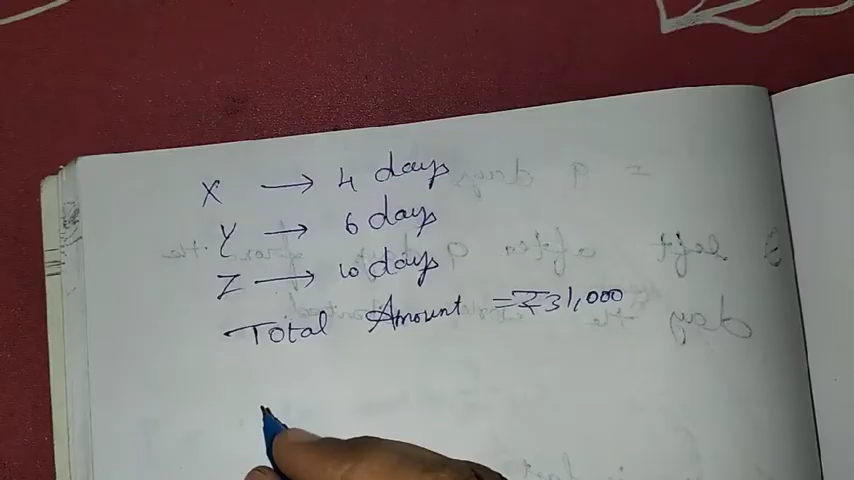 X → 4 days
Y → 6 days
Z → 10 days
Total Amount = ₹31,000